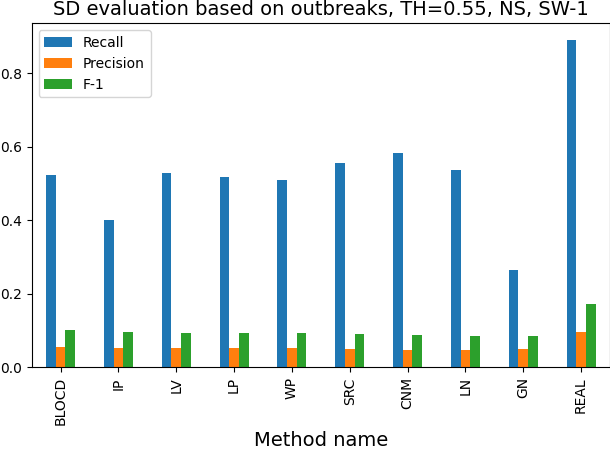 SD evaluation based on outbreaks, TH=0.55, NS, SW-1
Recall
Precision
F-1
0.8
0.6
0.4
0.2
0.0
BLOCD
IP
LV
LP
WP
SRC
CNM
LN
GN
REAL
Method name